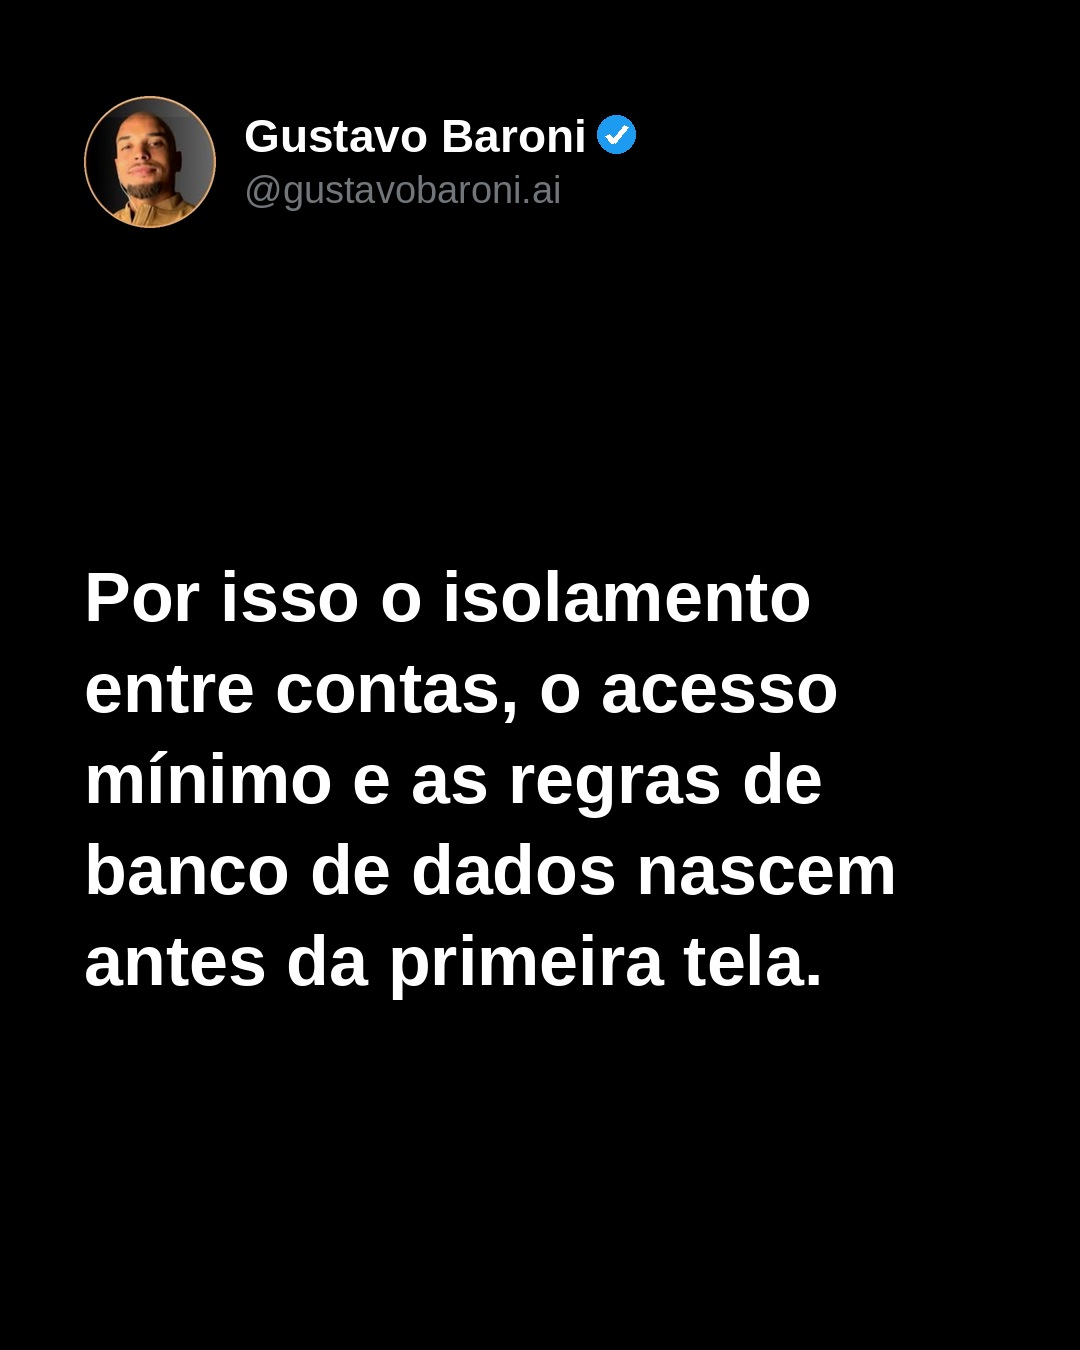 Gustavo Baroni
@gustavobaroni.ai
Por isso o isolamento
entre contas, o acesso
mínimo e as regras de
banco de dados nascem
antes da primeira tela.